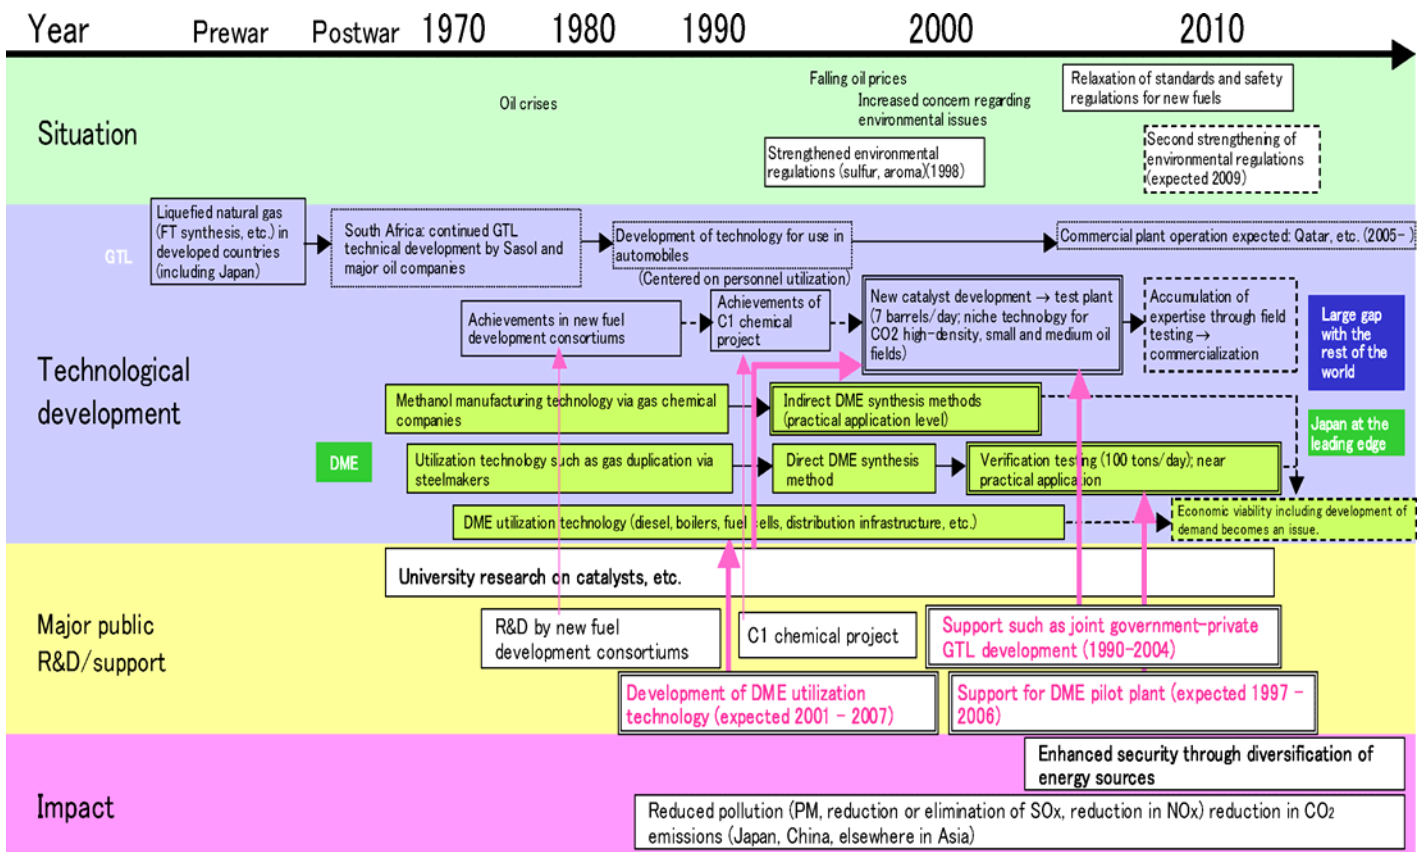 Year
Prewar
Postwar
1970
1980
1990
2000
2010
Situation
Oil crises
Falling oil prices
Increased concern regarding
environmental issues
Relaxation of standards and safety
regulations for new fuels
Strengthened environmental
regulations (sulfur, aroma)(1998)
Second strengthening of
environmental regulations
(expected 2009)
Technological
development
GTL
Liquefied natural gas
(FT synthesis, etc.) in
developed countries
(including Japan)
South Africa: continued GTL
technical development by Sasol and
major oil companies
Development of technology for use in
automobiles
Commercial plant operation expected: Qatar, etc. (2005- )
(Centered on personnel utilization)
Achievements in new fuel
development consortiums
Achievements of
C1 chemical
project
New catalyst development → test plant
(7 barrels/day; niche technology for
CO2 high-density, small and medium oil
fields)
Accumulation of
expertise through field
testing →
commercialization
Large gap
with the
rest of the
world
Methanol manufacturing technology via gas chemical
companies
Indirect DME synthesis methods
(practical application level)
Japan at the
leading edge
DME
Utilization technology such as gas duplication via
steelmakers
Direct DME synthesis
method
Verification testing (100 tons/day); near
practical application
DME utilization technology (diesel, boilers, fuel cells, distribution infrastructure, etc.)
Economic viability including development of
demand becomes an issue.
Major public
R&D/support
University research on catalysts, etc.
R&D by new fuel
development consortiums
C1 chemical project
Support such as joint government-private
GTL development (1990-2004)
Development of DME utilization
technology (expected 2001 - 2007)
Support for DME pilot plant (expected 1997 -
2006)
Impact
Enhanced security through diversification of
energy sources
Reduced pollution (PM, reduction or elimination of SOx, reduction in NOx) reduction in CO2
emissions (Japan, China, elsewhere in Asia)